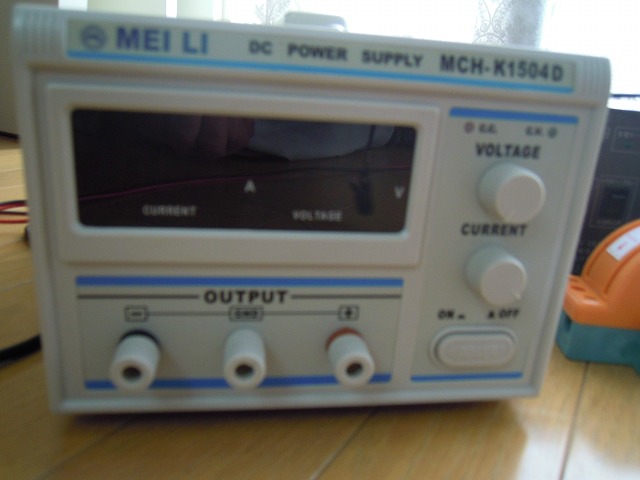 MEI LI
DC POWER SUPPLY
MCH-K1504D
C.C. C.V.
VOLTAGE
A V
CURRENT VOLTAGE
CURRENT
OUTPUT
- GND +
ON OFF